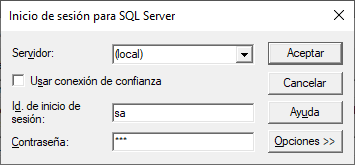 Inicio de sesión para SQL Server
Servidor:
(local)
Aceptar
Usar conexión de confianza
Cancelar
Id. de inicio de
sesión:
sa
Ayuda
Contraseña:
***
Opciones >>